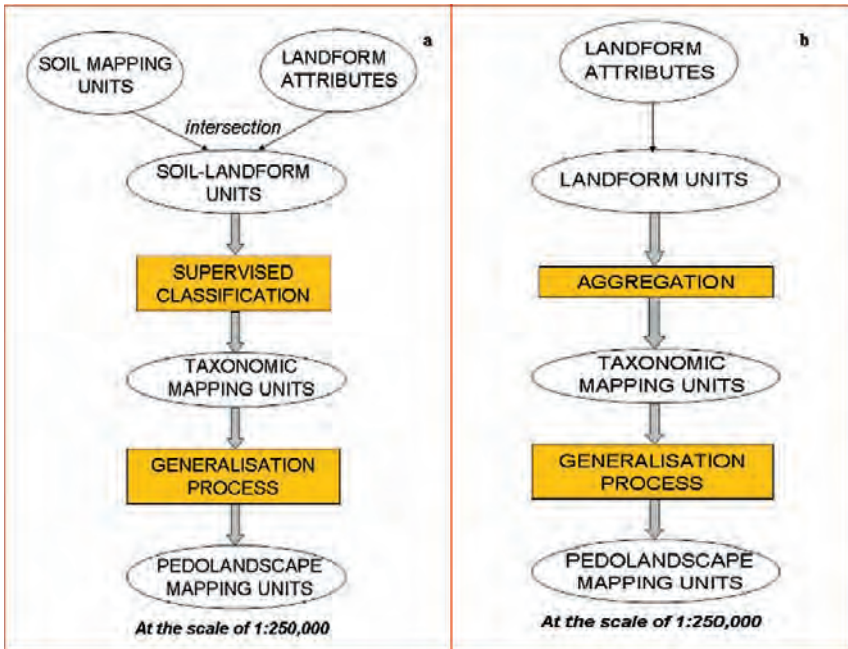 a
SOIL MAPPING
UNITS
LANDFORM
ATTRIBUTES
intersection
SOIL-LANDFORM
UNITS
SUPERVISED
CLASSIFICATION
TAXONOMIC
MAPPING UNITS
GENERALISATION
PROCESS
PEDOLANDSCAPE
MAPPING UNITS
At the scale of 1:250,000
b
LANDFORM
ATTRIBUTES
LANDFORM UNITS
AGGREGATION
TAXONOMIC
MAPPING UNITS
GENERALISATION
PROCESS
PEDOLANDSCAPE
MAPPING UNITS
At the scale of 1:250,000